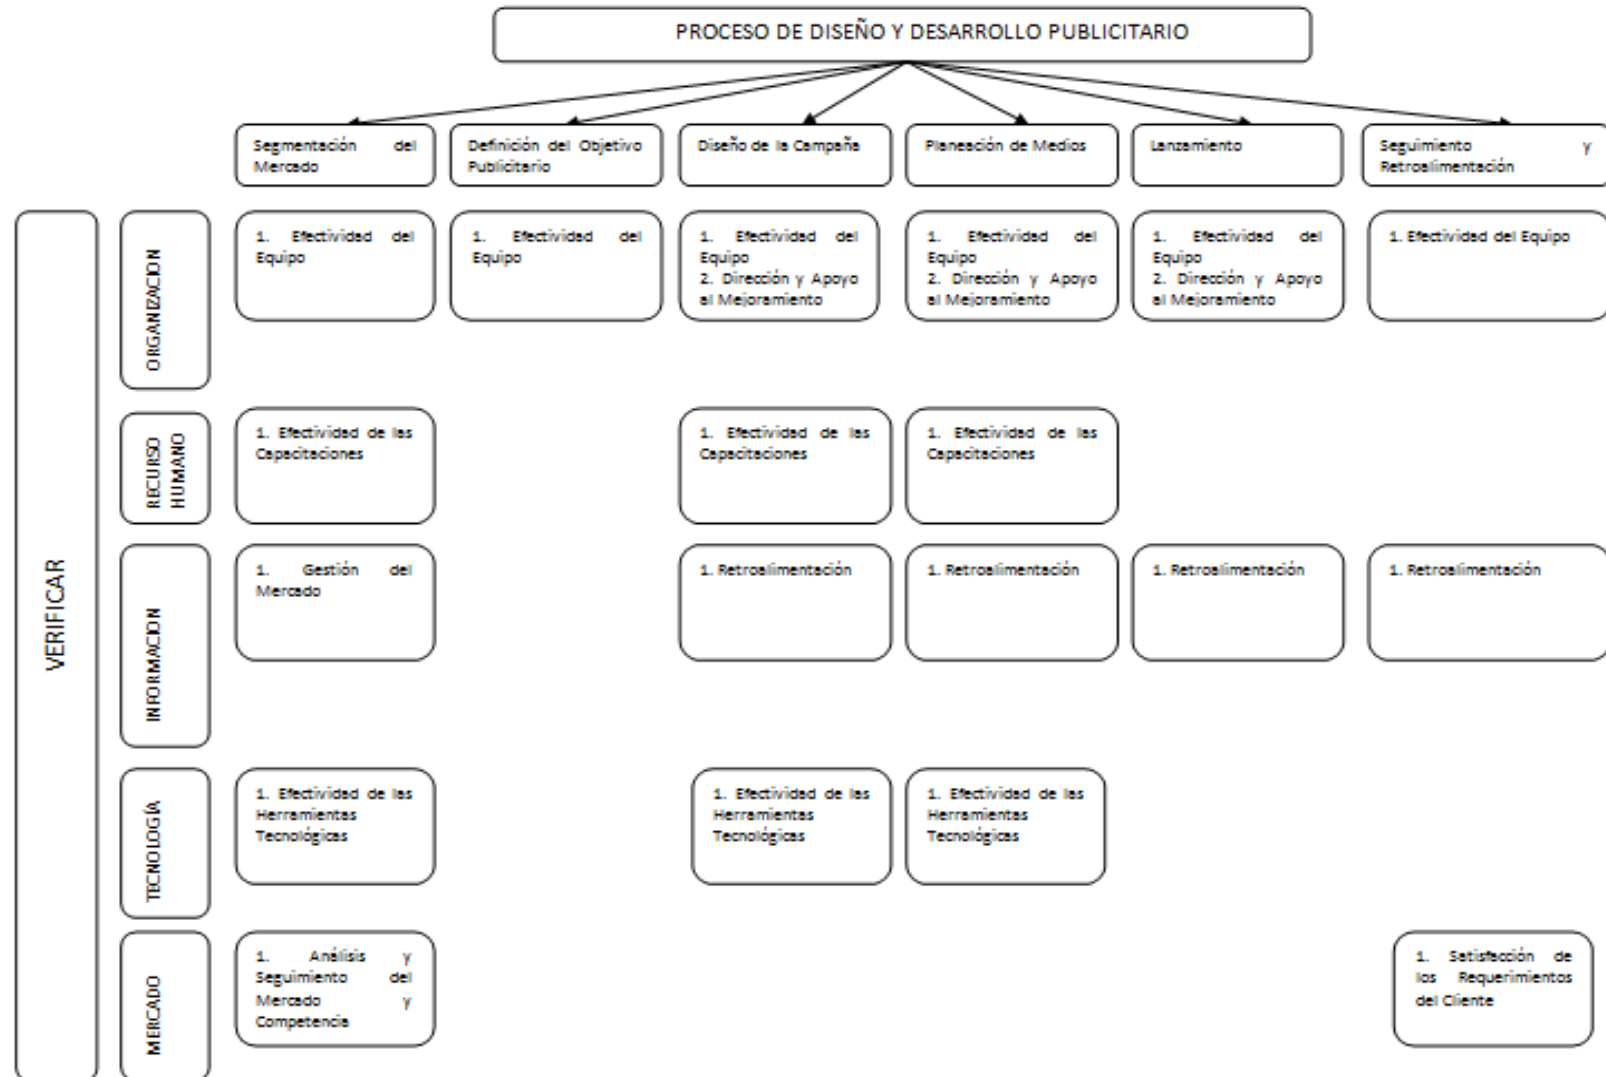 PROCESO DE DISEÑO Y DESARROLLO PUBLICITARIO
Segmentación del
Mercado
Definición del Objetivo
Publicitario
Diseño de la Campaña
Planeación de Medios
Lanzamiento
Seguimiento y
Retroalimentación
VERIFICAR
ORGANIZACION
1. Efectividad del
Equipo
1. Efectividad del
Equipo
1. Efectividad del
Equipo
2. Dirección y Apoyo
al Mejoramiento
1. Efectividad del
Equipo
2. Dirección y Apoyo
al Mejoramiento
1. Efectividad del
Equipo
2. Dirección y Apoyo
al Mejoramiento
1. Efectividad del Equipo
RECURSO
HUMANO
1. Efectividad de las
Capacitaciones
1. Efectividad de las
Capacitaciones
1. Efectividad de las
Capacitaciones
INFORMACION
1. Gestión del
Mercado
1. Retroalimentación
1. Retroalimentación
1. Retroalimentación
1. Retroalimentación
TECNOLOGÍA
1. Efectividad de las
Herramientas
Tecnológicas
1. Efectividad de las
Herramientas
Tecnológicas
1. Efectividad de las
Herramientas
Tecnológicas
MERCADO
1. Análisis y
Seguimiento del
Mercado y
Competencia
1. Satisfacción de
los Requerimientos
del Cliente